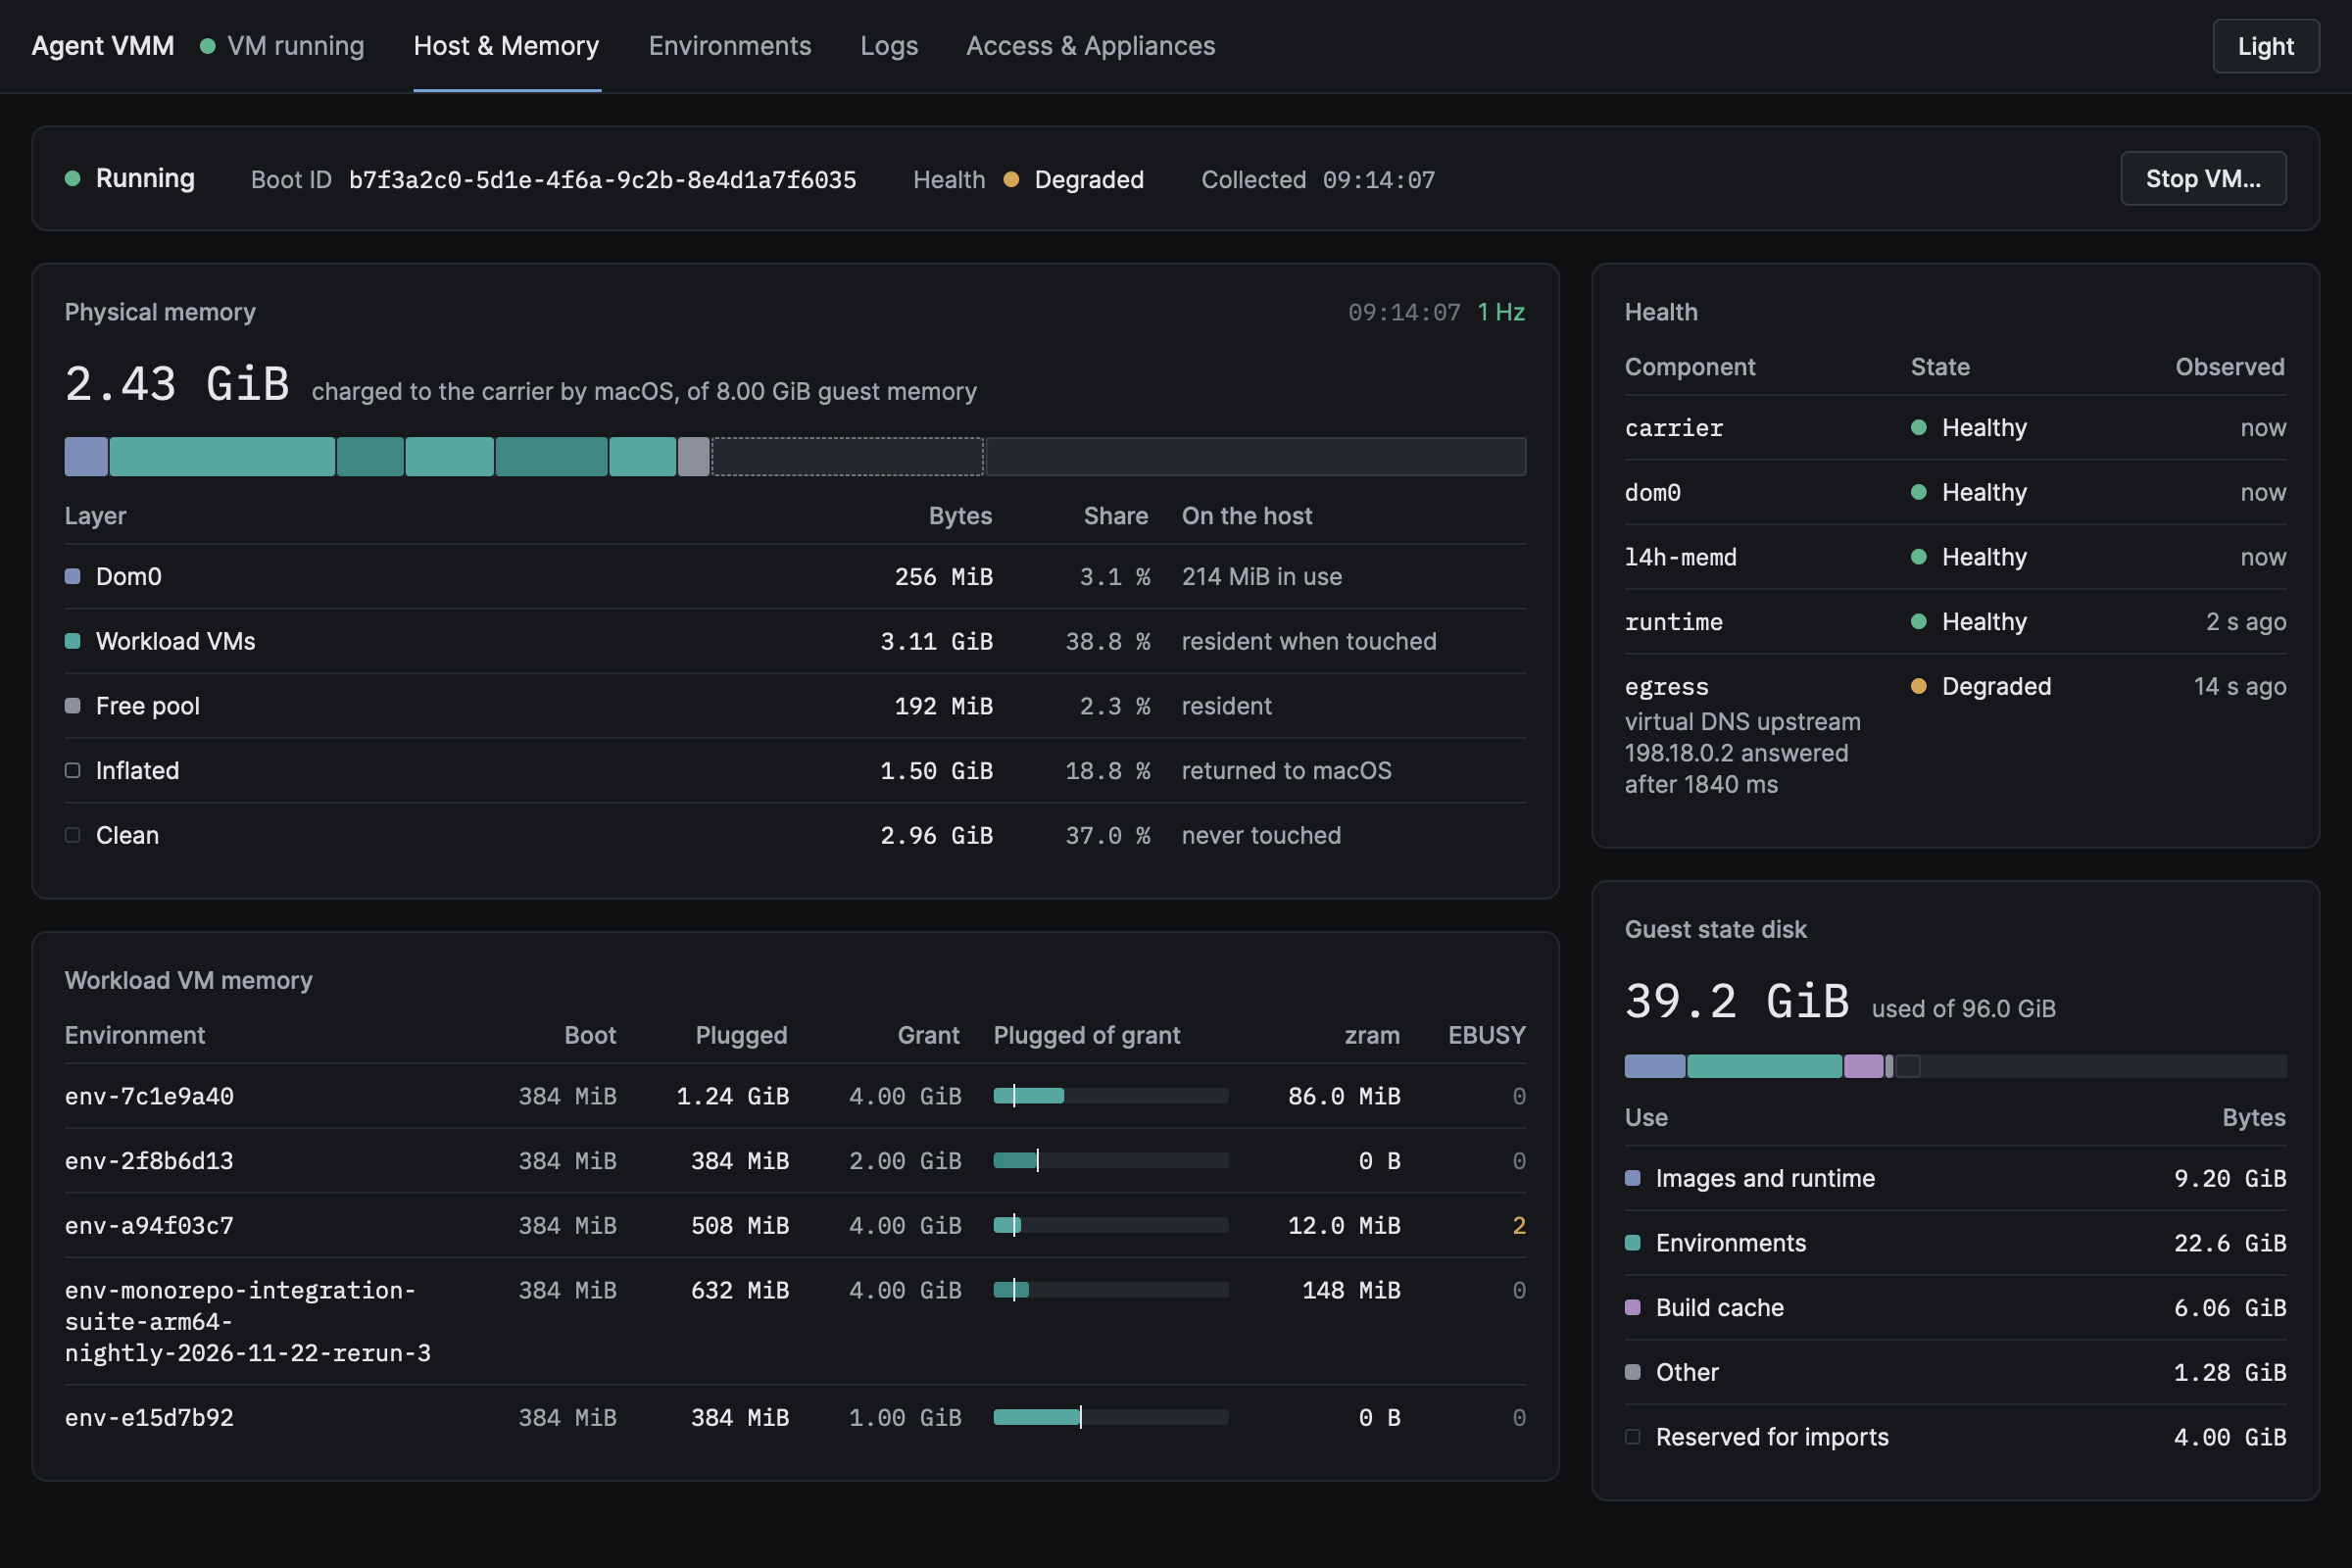 Agent VMM VM running Host & Memory Environments Logs Access & Appliances Light
Running Boot ID b7f3a2c0-5d1e-4f6a-9c2b-8e4d1a7f6035 Health Degraded Collected 09:14:07 Stop VM...
Physical memory 09:14:07 1 Hz
2.43 GiB charged to the carrier by macOS, of 8.00 GiB guest memory
Layer Bytes Share On the host
Dom0 256 MiB 3.1 % 214 MiB in use
Workload VMs 3.11 GiB 38.8 % resident when touched
Free pool 192 MiB 2.3 % resident
Inflated 1.50 GiB 18.8 % returned to macOS
Clean 2.96 GiB 37.0 % never touched
Health
Component State Observed
carrier Healthy now
dom0 Healthy now
l4h-memd Healthy now
runtime Healthy 2 s ago
egress Degraded 14 s ago
virtual DNS upstream
198.18.0.2 answered
after 1840 ms
Workload VM memory
Environment Boot Plugged Grant Plugged of grant zram EBUSY
env-7c1e9a40 384 MiB 1.24 GiB 4.00 GiB 86.0 MiB 0
env-2f8b6d13 384 MiB 384 MiB 2.00 GiB 0 B 0
env-a94f03c7 384 MiB 508 MiB 4.00 GiB 12.0 MiB 2
env-monorepo-integration- 384 MiB 632 MiB 4.00 GiB 148 MiB 0
suite-arm64-
nightly-2026-11-22-rerun-3
env-e15d7b92 384 MiB 384 MiB 1.00 GiB 0 B 0
Guest state disk
39.2 GiB used of 96.0 GiB
Use Bytes
Images and runtime 9.20 GiB
Environments 22.6 GiB
Build cache 6.06 GiB
Other 1.28 GiB
Reserved for imports 4.00 GiB